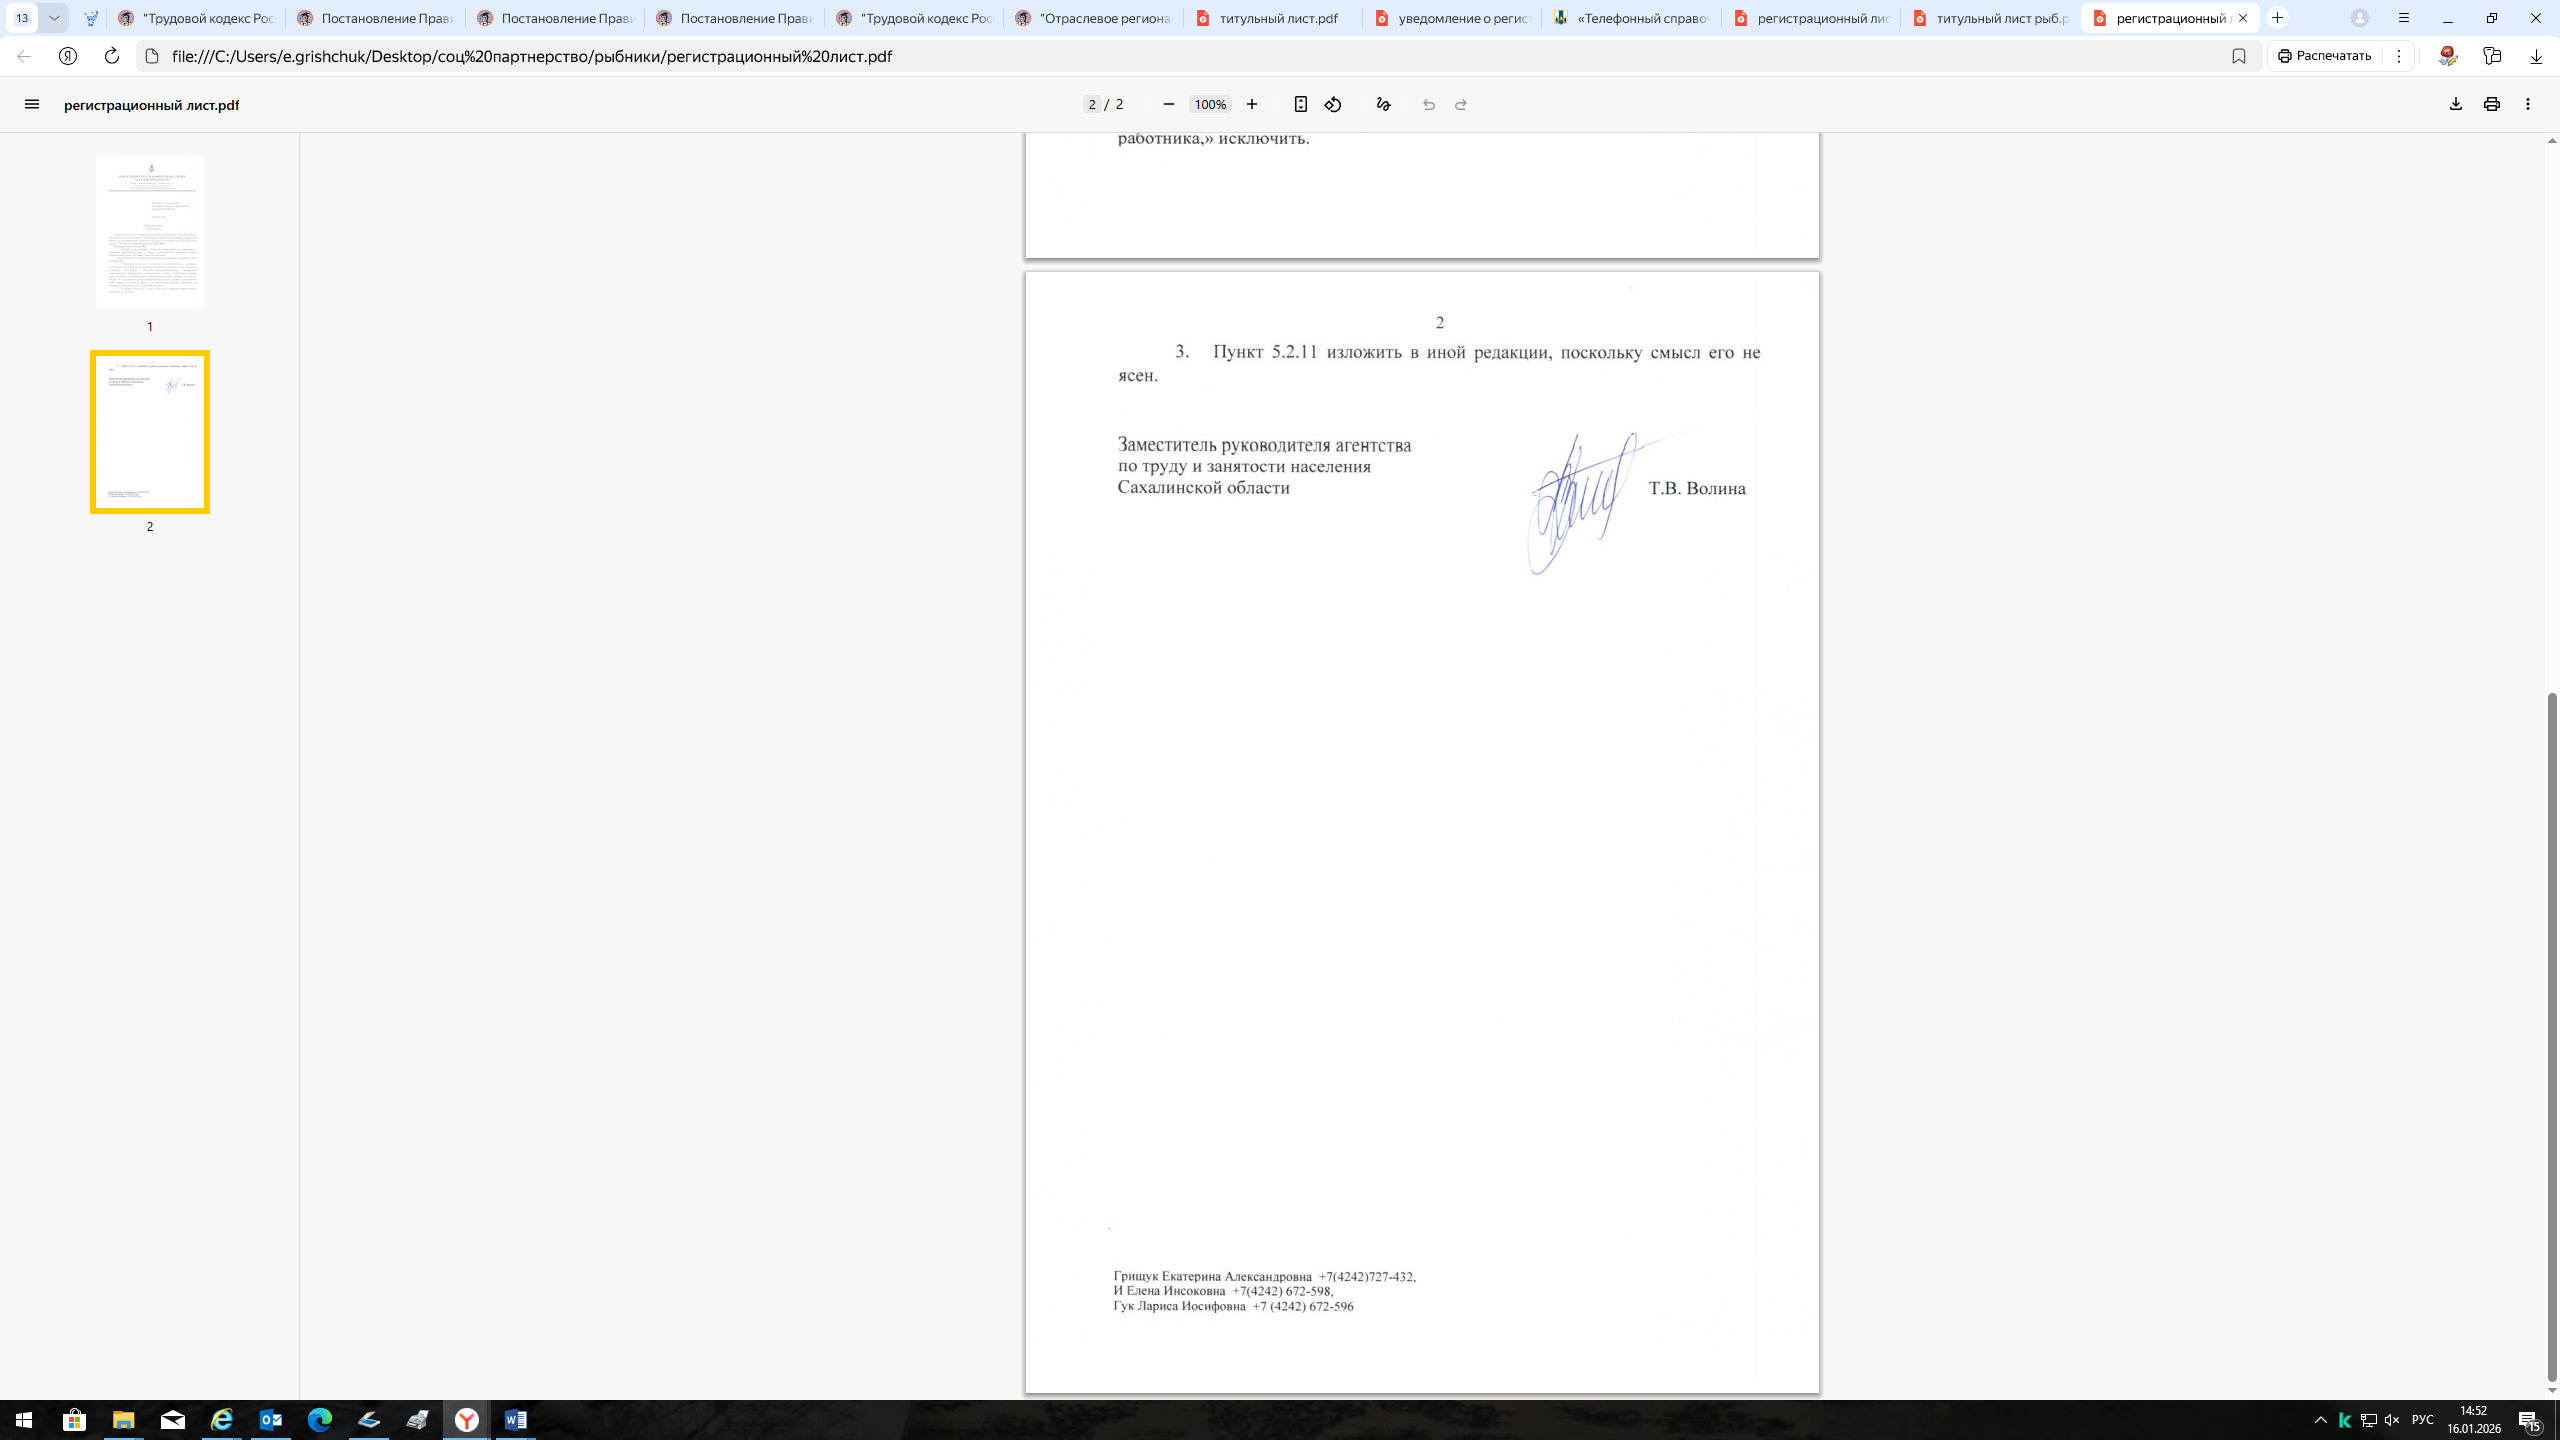 13
"Трудовой кодекс Рос
Постановление Прави
Постановление Прави
Постановление Прави
"Трудовой кодекс Рос
"Отраслевое региона
титульный лист.pdf
уведомление о регист
«Телефонный справоч
регистрационный лис
титульный лист рыб.p
регистрационный л
file:///C:/Users/e.grishchuk/Desktop/соц%20партнерство/рыбники/регистрационный%20лист.pdf
Распечатать
регистрационный лист.pdf
2 / 2
100%
1
2
работника,» исключить.
2
3. Пункт 5.2.11 изложить в иной редакции, поскольку смысл его не
ясен.
Заместитель руководителя агентства
по труду и занятости населения
Сахалинской области
Т.В. Волина
Грищук Екатерина Александровна +7(4242)727-432,
И Елена Инсоковна +7(4242) 672-598,
Гук Лариса Иосифовна +7 (4242) 672-596
РУС
14:52
16.01.2026
15